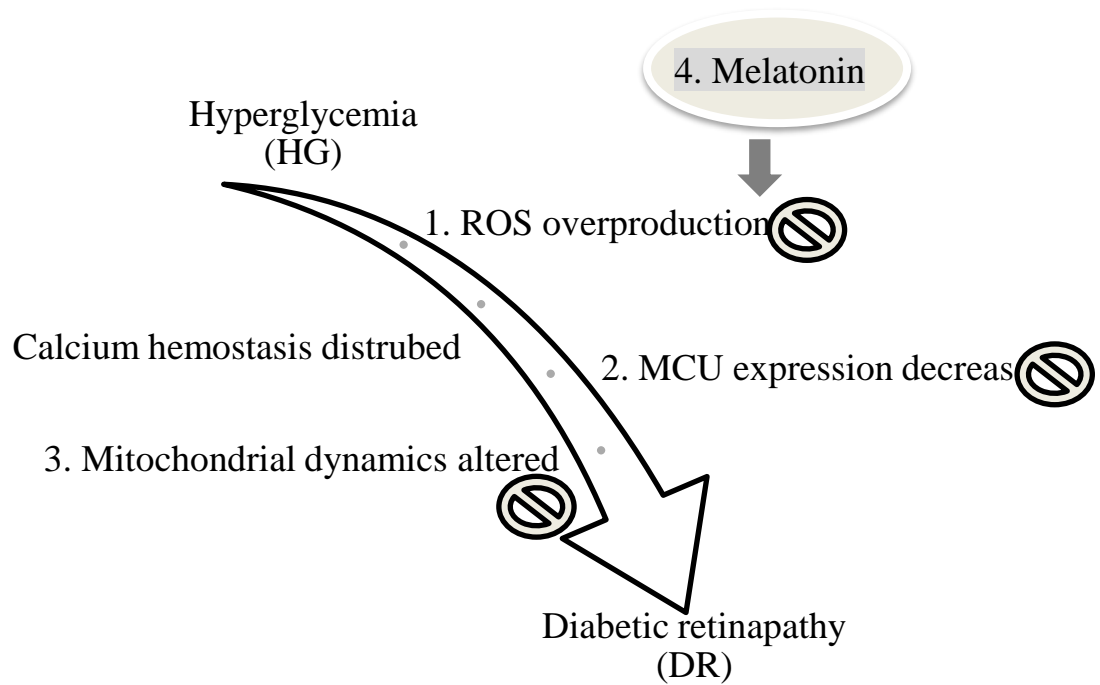 4. Melatonin
Hyperglycemia
(HG)
1. ROS overproduction
Calcium hemostasis distrubed
2. MCU expression decreas
3. Mitochondrial dynamics altered
Diabetic retinapathy
(DR)